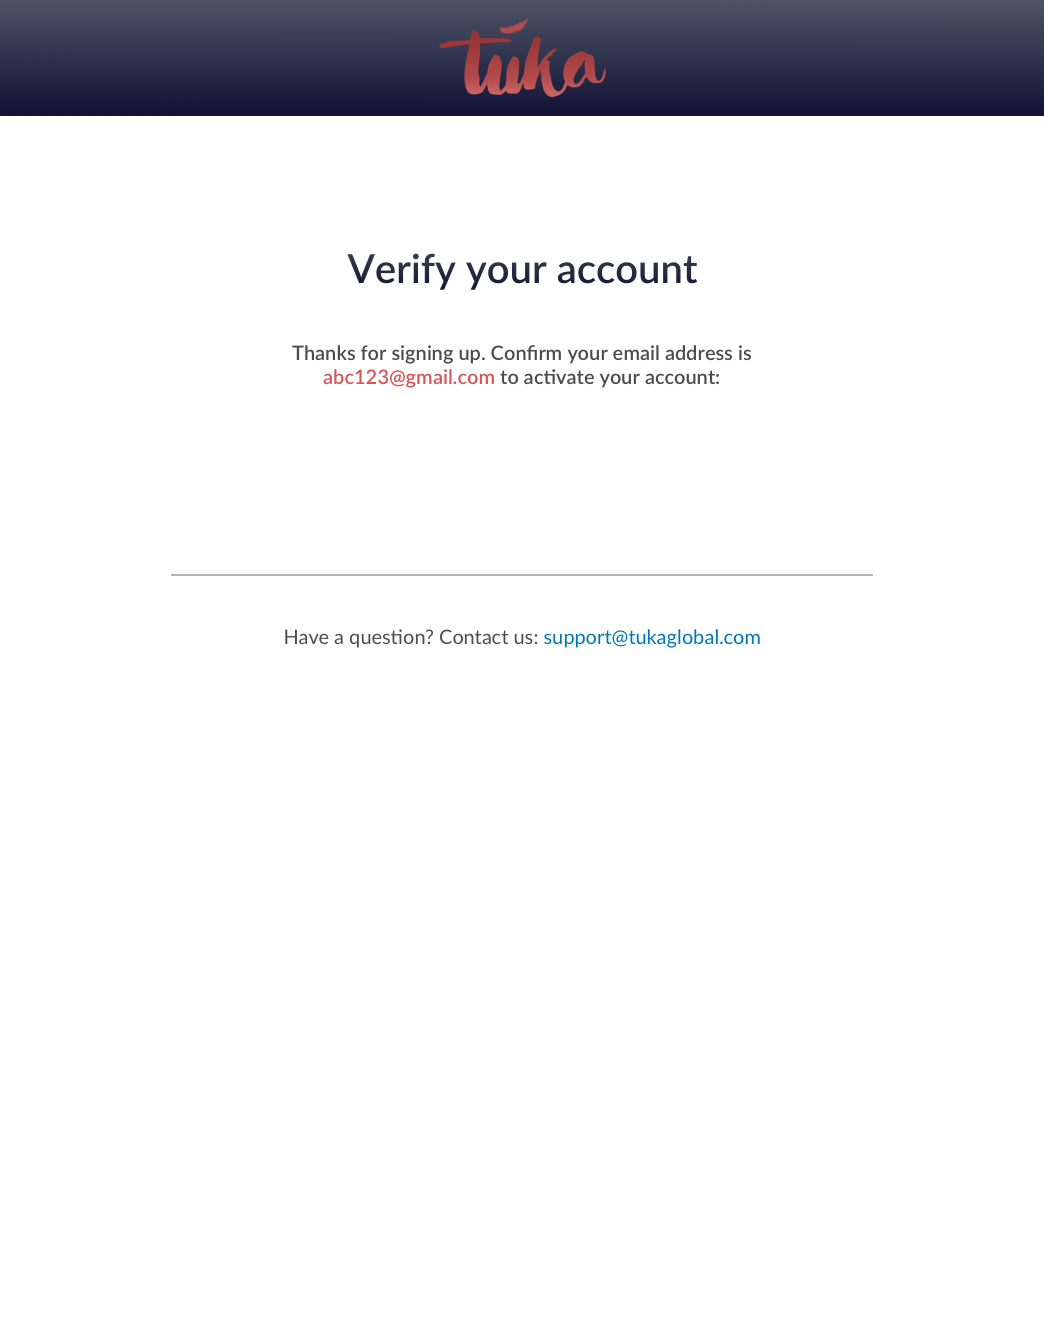 tuka
Verify your account
Thanks for signing up. Confirm your email address is
abc123@gmail.com to activate your account:
Have a question? Contact us: support@tukaglobal.com